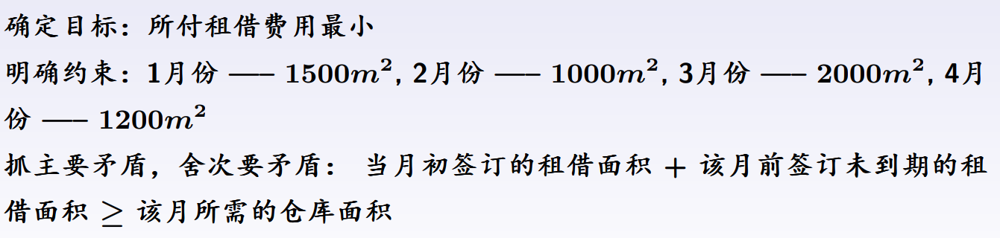 确定目标：所付租借费用最小
明确约束：1月份 —– 1500m², 2月份 —– 1000m², 3月份 —– 2000m², 4月
份 —– 1200m²
抓主要矛盾，舍次要矛盾： 当月初签订的租借面积 + 该月前签订未到期的租
借面积 ≥ 该月所需的仓库面积